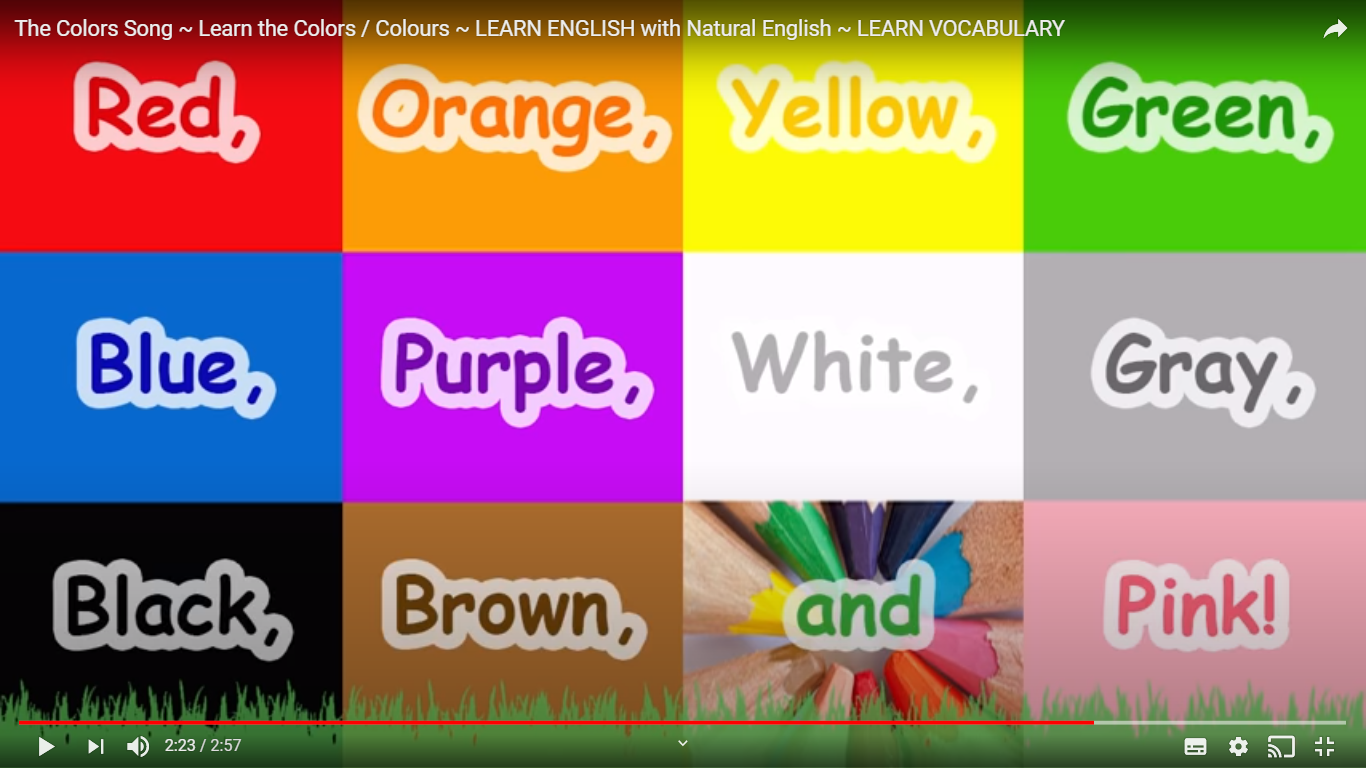 The Colors Song ~ Learn the Colors / Colours ~ LEARN ENGLISH with Natural English ~ LEARN VOCABULARY
Red, Orange, Yellow, Green,
Blue, Purple, White, Gray,
Black, Brown, and Pink!
2:23 / 2:57